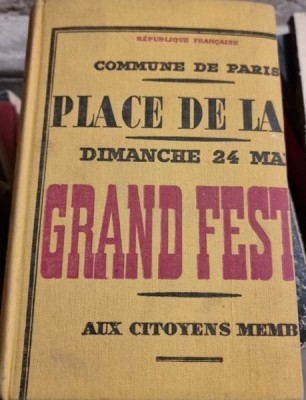 RÉPUBLIQUE FRANÇAISE
COMMUNE DE PARIS
PLACE DE LA
DIMANCHE 24 MA
GRAND FEST
AUX CITOYENS MEMB